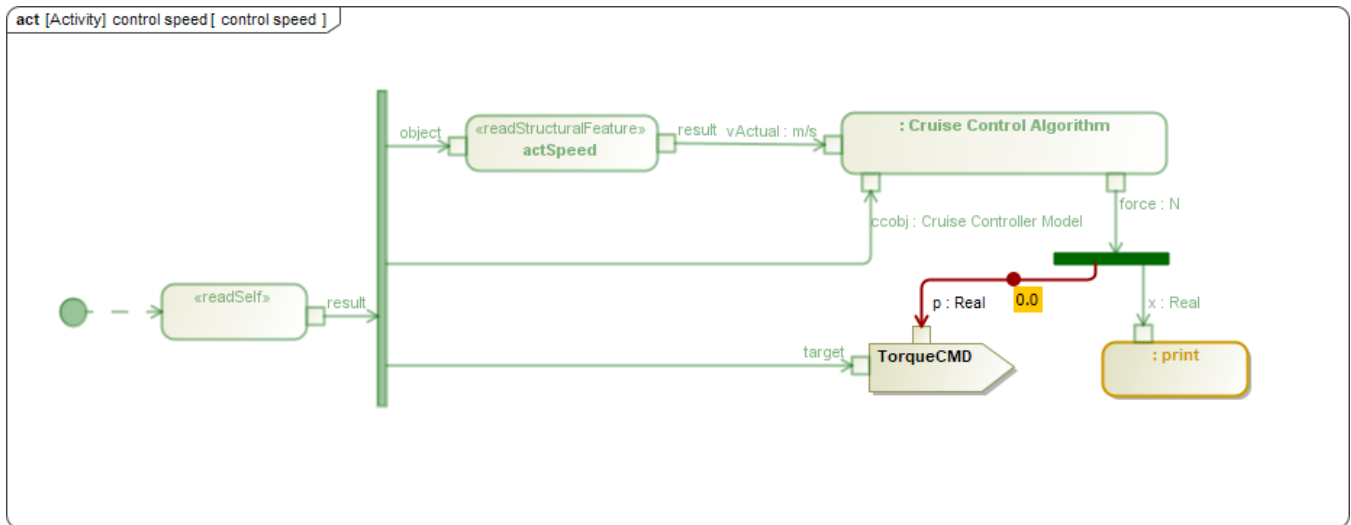 act [Activity] control speed [ control speed ]
object
«readStructuralFeature»
actSpeed
result
vActual : m/s
: Cruise Control Algorithm
force : N
ccobj : Cruise Controller Model
«readSelf»
result
p : Real
0.0
x : Real
target
TorqueCMD
: print